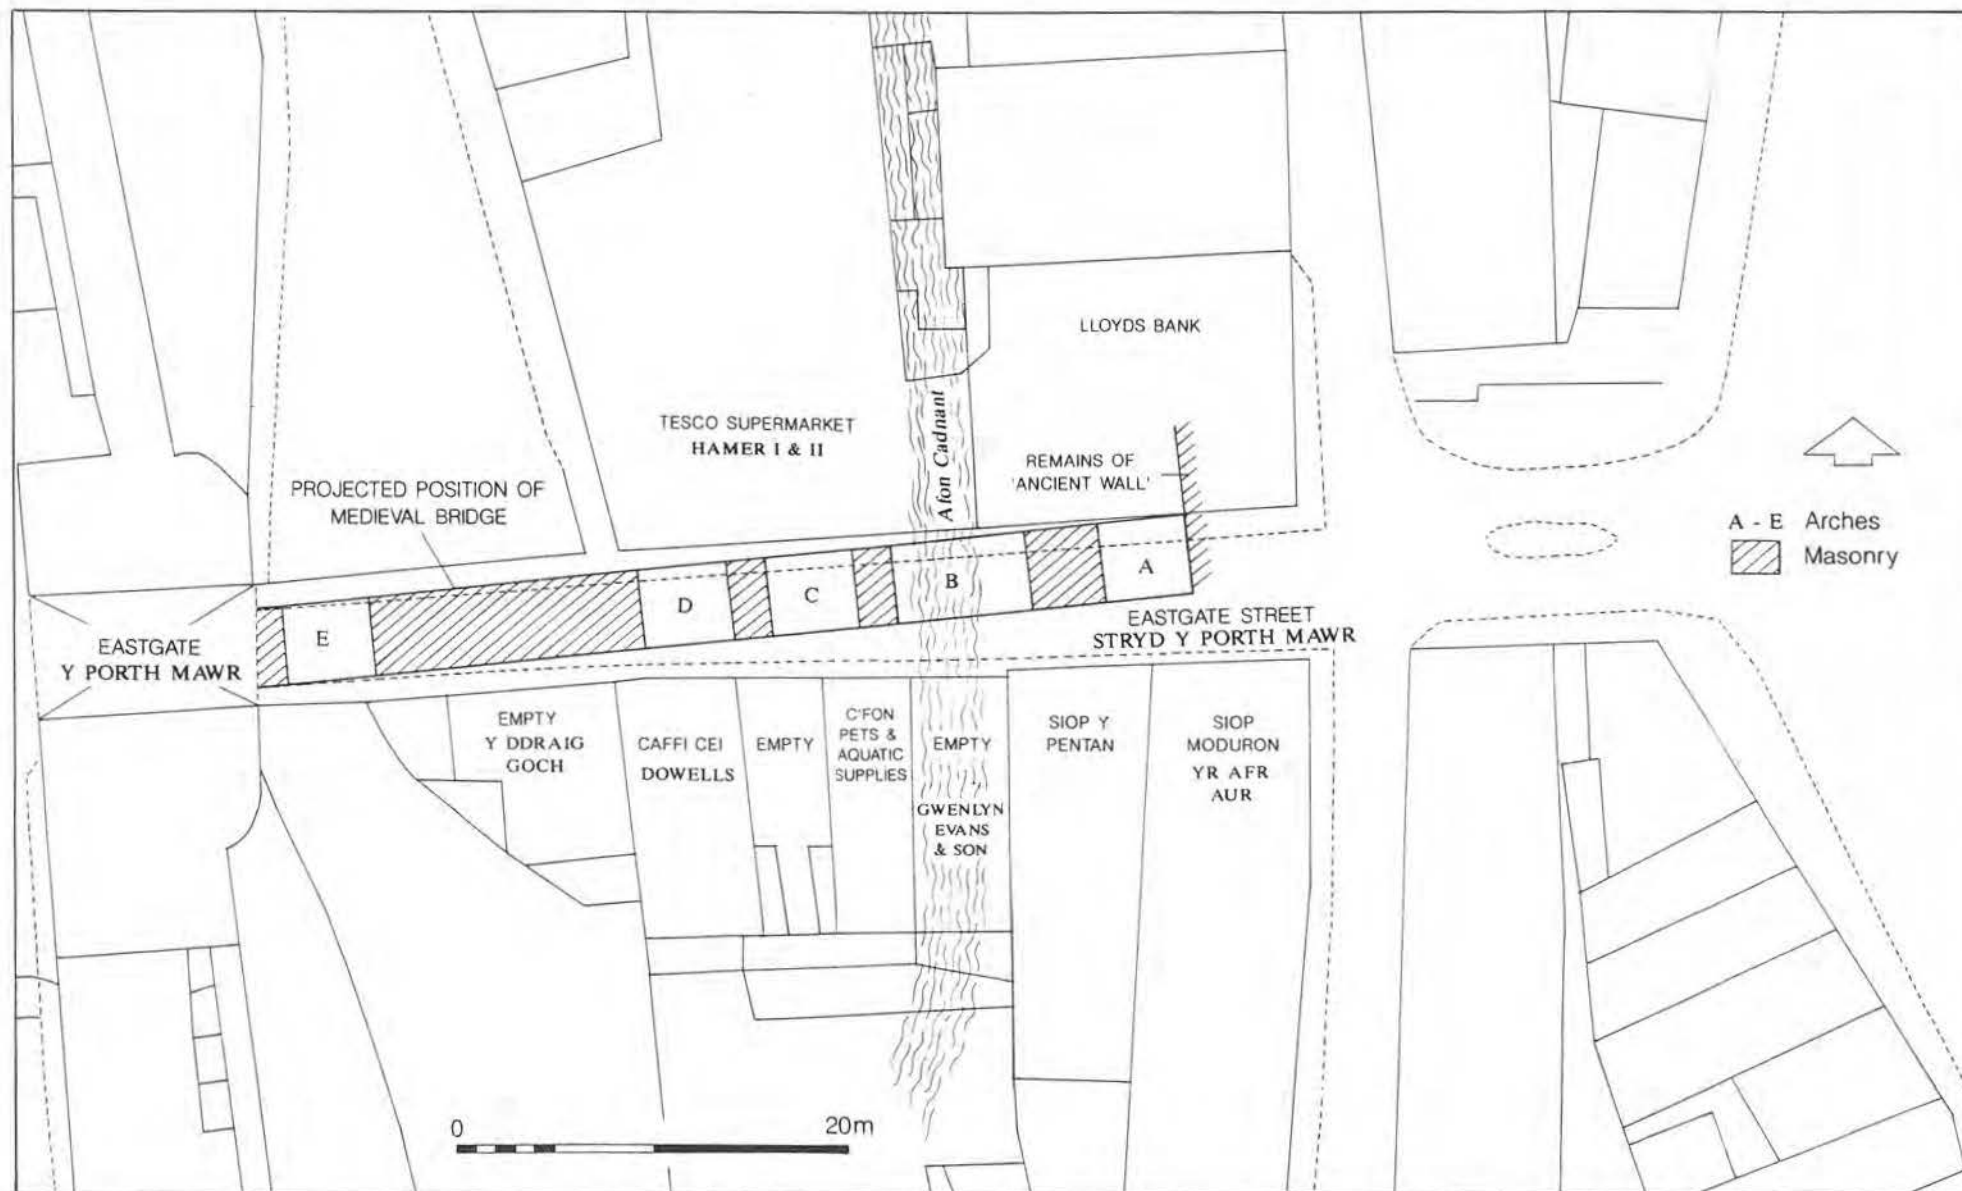 LLOYDS BANK
TESCO SUPERMARKET
HAMER I & II
Afon Cadnant
REMAINS OF
'ANCIENT WALL'
PROJECTED POSITION OF
MEDIEVAL BRIDGE
A - E Arches
Masonry
EASTGATE
Y PORTH MAWR
E
D
C
B
A
EASTGATE STREET
STRYD Y PORTH MAWR
EMPTY
Y DDRAIG
GOCH
CAFFI CEI
DOWELLS
EMPTY
C'FON
PETS &
AQUATIC
SUPPLIES
EMPTY
GWENLYN
EVANS
& SON
SIOP Y
PENTAN
SIOP
MODURON
YR AFR
AUR
0 20m